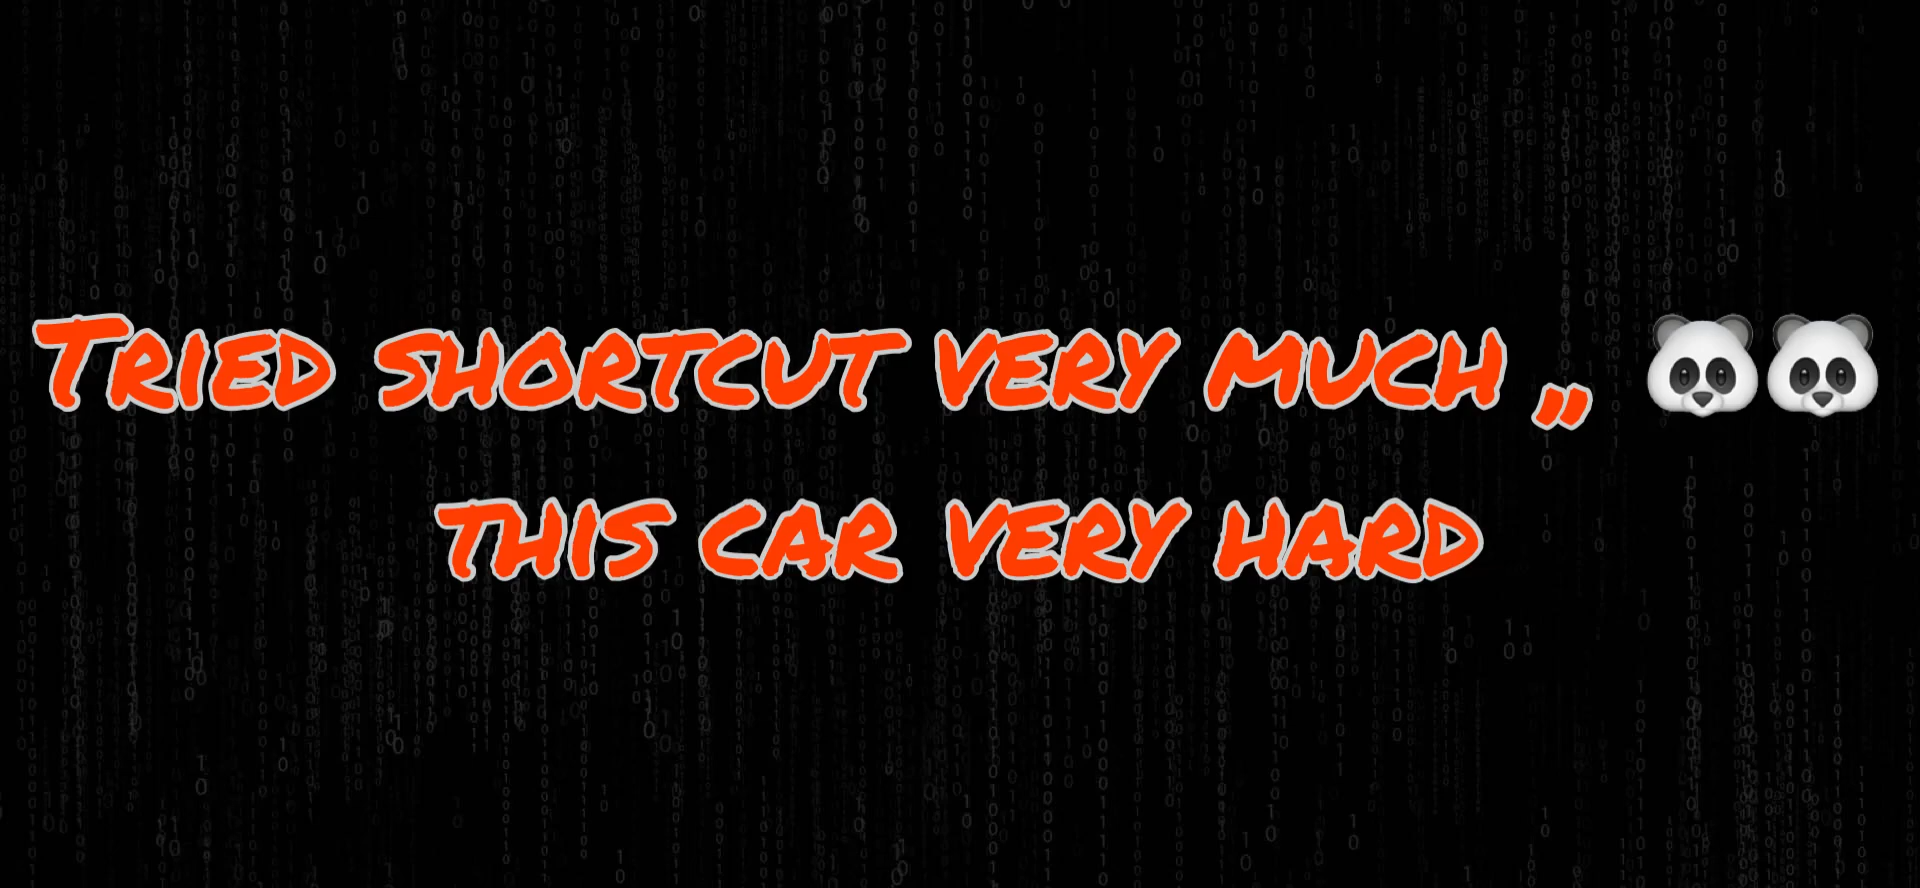 Tried shortcut very much ,, 🐼🐼
this car very hard